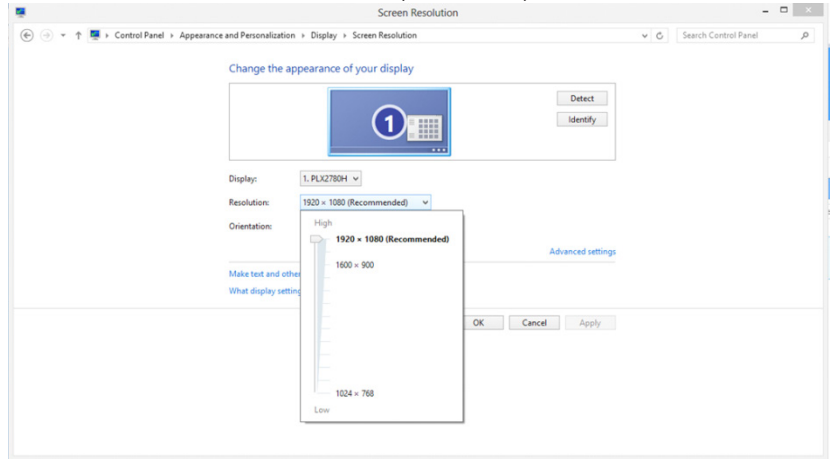 Screen Resolution
Control Panel ▸ Appearance and Personalization ▸ Display ▸ Screen Resolution
Search Control Panel
Change the appearance of your display
1
Detect
Identify
Display: 1. PLX2780H
Resolution: 1920 × 1080 (Recommended)
Orientation:
High
1920 × 1080 (Recommended)
1600 × 900
1024 × 768
Low
Advanced settings
Make text and other
What display setting
OK Cancel Apply